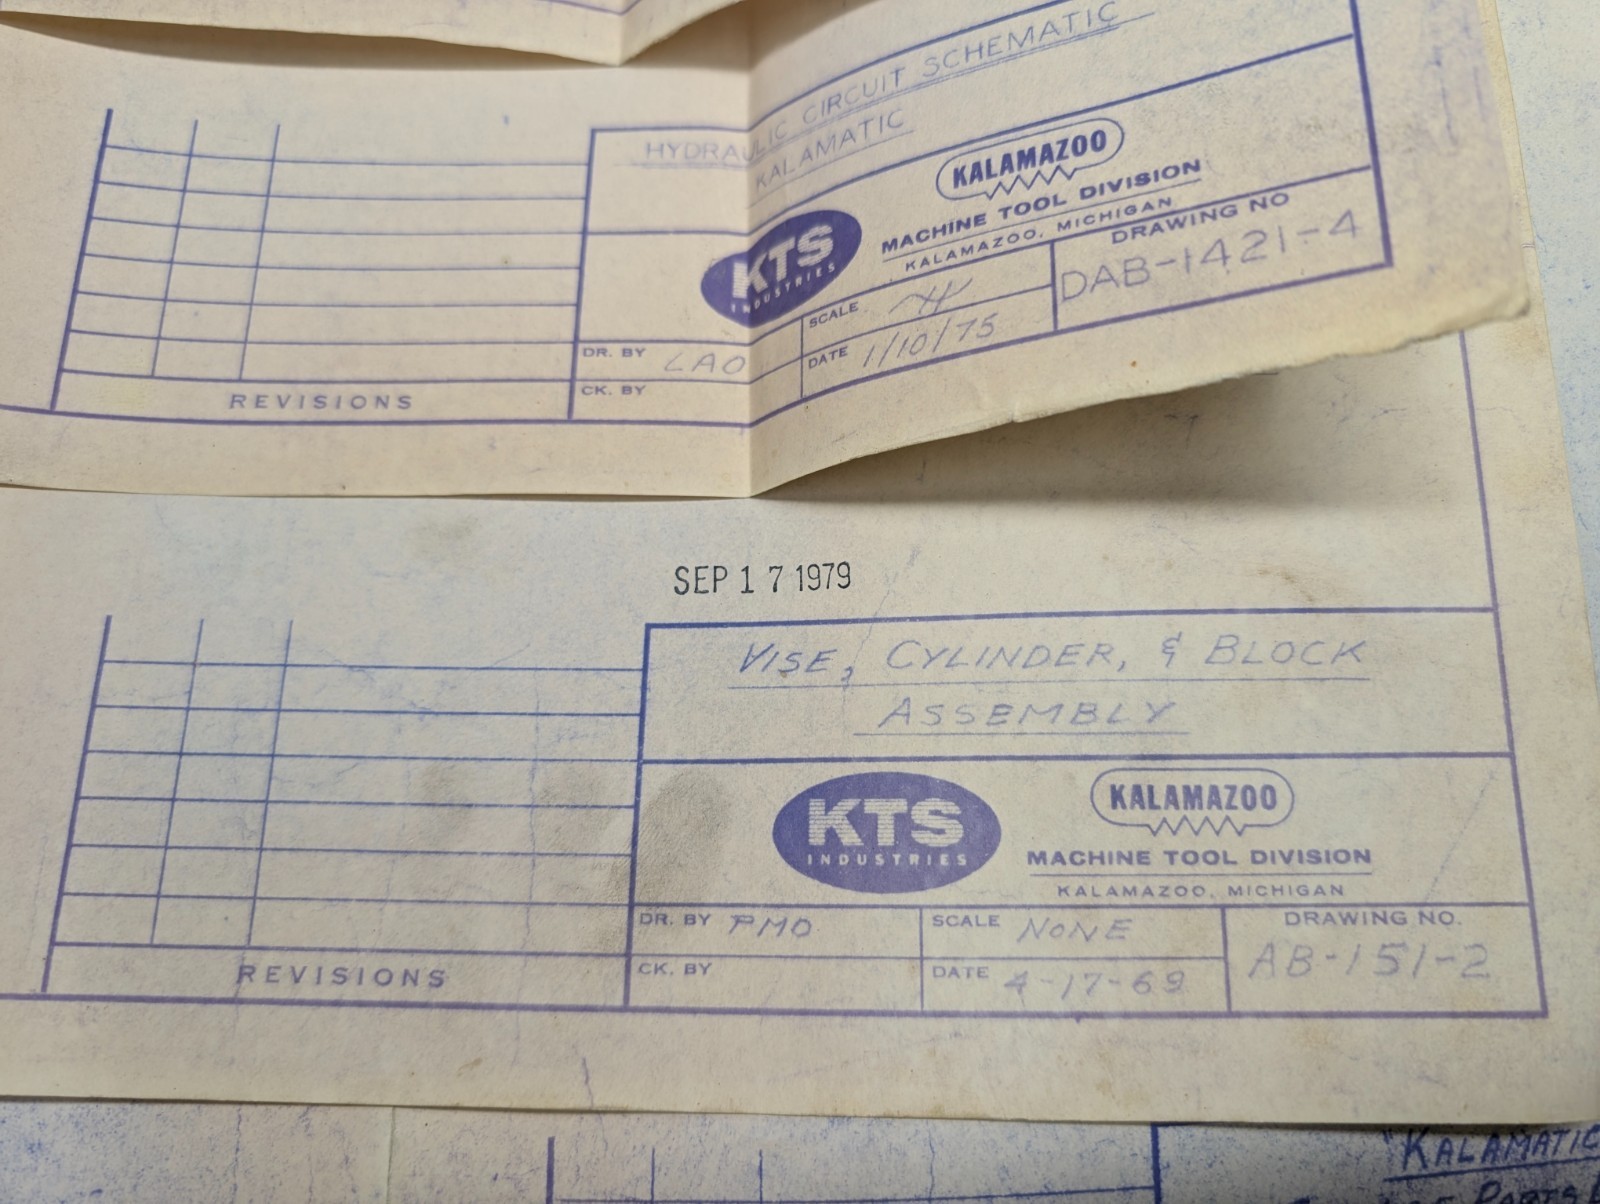 HYDRAULIC CIRCUIT SCHEMATIC
KALAMATIC
KALAMAZOO
MACHINE TOOL DIVISION
KALAMAZOO, MICHIGAN
KTS
INDUSTRIES
DR. BY LAO
CK. BY
SCALE
DATE 1/10/75
DRAWING NO
DAB-1421-4
REVISIONS
SEP 17 1979
VISE, CYLINDER, & BLOCK
ASSEMBLY
KTS
INDUSTRIES
KALAMAZOO
MACHINE TOOL DIVISION
KALAMAZOO, MICHIGAN
DR. BY PMO
SCALE NONE
DRAWING NO.
AB-151-2
CK. BY
DATE 4-17-69
REVISIONS
"KALAMATIC